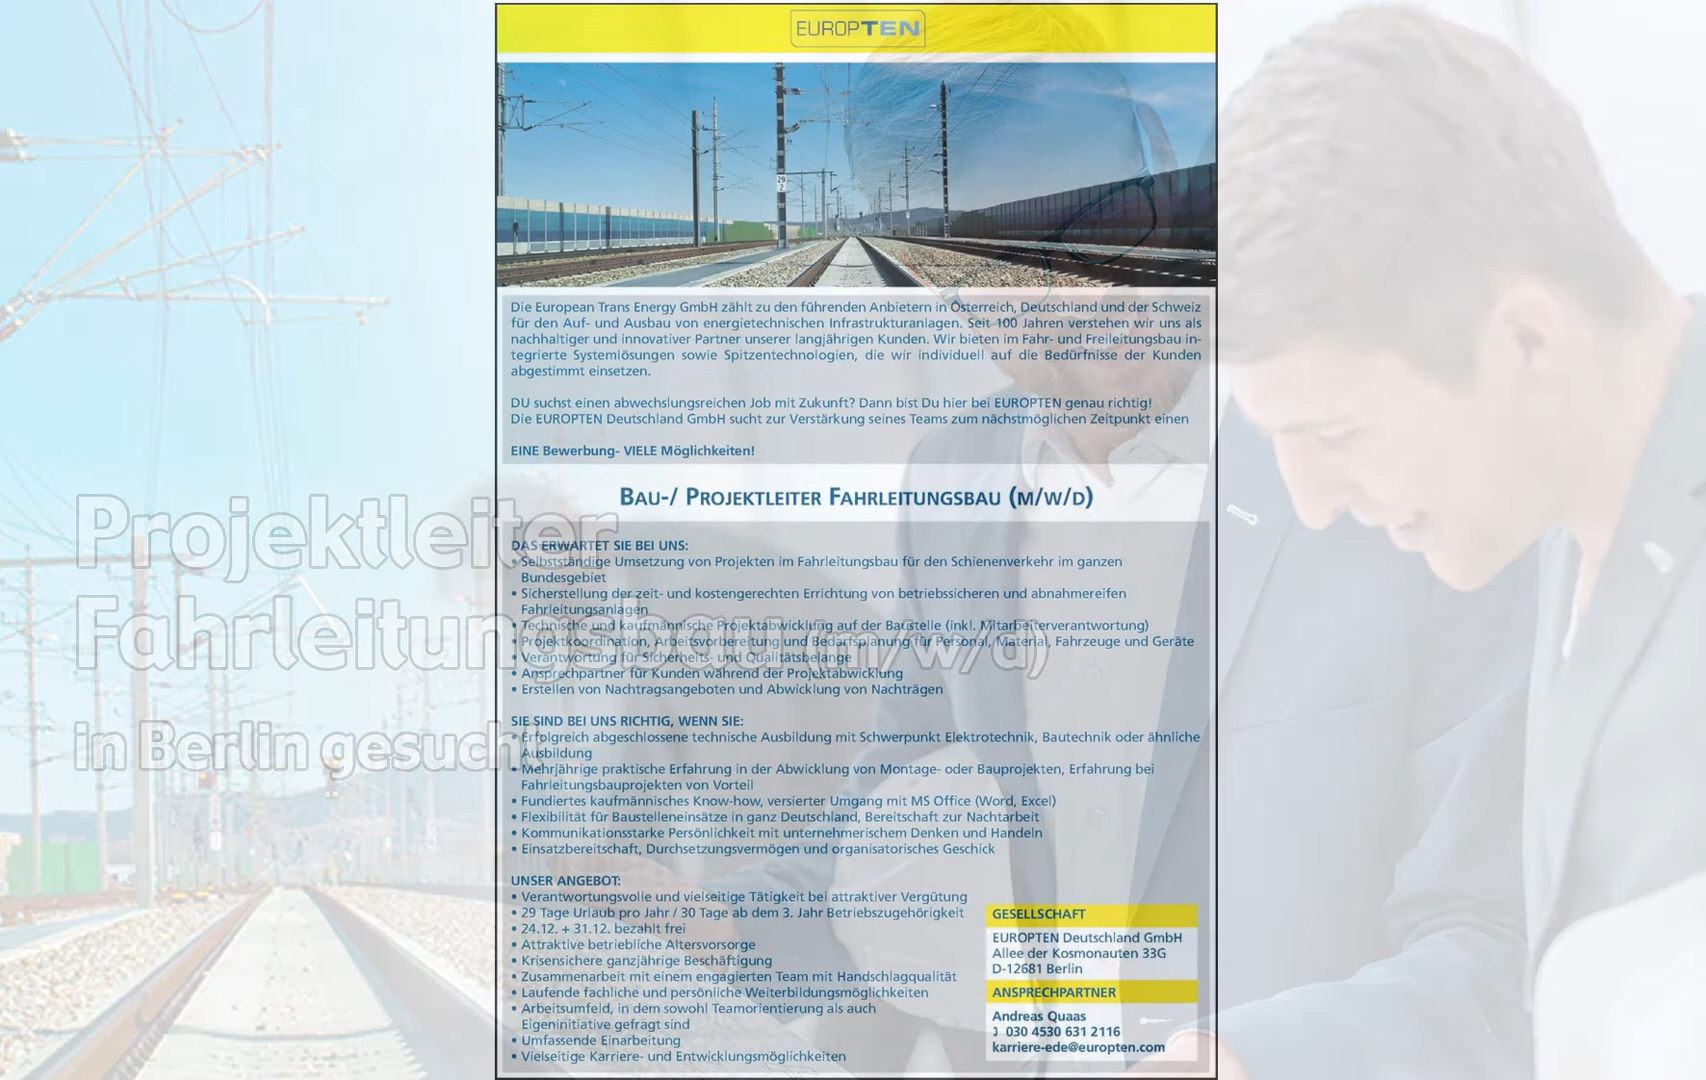 EUROPTEN
29
2
Die European Trans Energy GmbH zählt zu den führenden Anbietern in Österreich, Deutschland und der Schweiz
für den Auf- und Ausbau von energietechnischen Infrastrukturanlagen. Seit 100 Jahren verstehen wir uns als
nachhaltiger und innovativer Partner unserer langjährigen Kunden. Wir bieten im Fahr- und Freileitungsbau in-
tegrierte Systemlösungen sowie Spitzentechnologien, die wir individuell auf die Bedürfnisse der Kunden
abgestimmt einsetzen.
DU suchst einen abwechslungsreichen Job mit Zukunft? Dann bist Du hier bei EUROPTEN genau richtig!
Die EUROPTEN Deutschland GmbH sucht zur Verstärkung seines Teams zum nächstmöglichen Zeitpunkt einen
EINE Bewerbung- VIELE Möglichkeiten!
BAU-/ PROJEKTLEITER FAHRLEITUNGSBAU (M/W/D)
Projektleiter
Fahrleitungsbau (m/w/d)
in Berlin gesucht
DAS ERWARTET SIE BEI UNS:
• Selbstständige Umsetzung von Projekten im Fahrleitungsbau für den Schienenverkehr im ganzen
Bundesgebiet
• Sicherstellung der zeit- und kostengerechten Errichtung von betriebssicheren und abnahmereifen
Fahrleitungsanlagen
• Technische und kaufmännische Projektabwicklung auf der Baustelle (inkl. Mitarbeiterverantwortung)
• Projektkoordination, Arbeitsvorbereitung und Bedarfsplanung für Personal, Material, Fahrzeuge und Geräte
• Verantwortung für Sicherheits- und Qualitätsbelange
• Ansprechpartner für Kunden während der Projektabwicklung
• Erstellen von Nachtragsangeboten und Abwicklung von Nachträgen
SIE SIND BEI UNS RICHTIG, WENN SIE:
• Erfolgreich abgeschlossene technische Ausbildung mit Schwerpunkt Elektrotechnik, Bautechnik oder ähnliche
Ausbildung
• Mehrjährige praktische Erfahrung in der Abwicklung von Montage- oder Bauprojekten, Erfahrung bei
Fahrleitungsbauprojekten von Vorteil
• Fundiertes kaufmännisches Know-how, versierter Umgang mit MS Office (Word, Excel)
• Flexibilität für Baustelleneinsätze in ganz Deutschland, Bereitschaft zur Nachtarbeit
• Kommunikationsstarke Persönlichkeit mit unternehmerischem Denken und Handeln
• Einsatzbereitschaft, Durchsetzungsvermögen und organisatorisches Geschick
UNSER ANGEBOT:
• Verantwortungsvolle und vielseitige Tätigkeit bei attraktiver Vergütung
• 29 Tage Urlaub pro Jahr / 30 Tage ab dem 3. Jahr Betriebszugehörigkeit
• 24.12. + 31.12. bezahlt frei
• Attraktive betriebliche Altersvorsorge
• Krisensichere ganzjährige Beschäftigung
• Zusammenarbeit mit einem engagierten Team mit Handschlagqualität
• Laufende fachliche und persönliche Weiterbildungsmöglichkeiten
• Arbeitsumfeld, in dem sowohl Teamorientierung als auch
Eigeninitiative gefragt sind
• Umfassende Einarbeitung
• Vielseitige Karriere- und Entwicklungsmöglichkeiten
GESELLSCHAFT
EUROPTEN Deutschland GmbH
Allee der Kosmonauten 33G
D-12681 Berlin
ANSPRECHPARTNER
Andreas Quaas
030 4530 631 2116
karriere-ede@europten.com